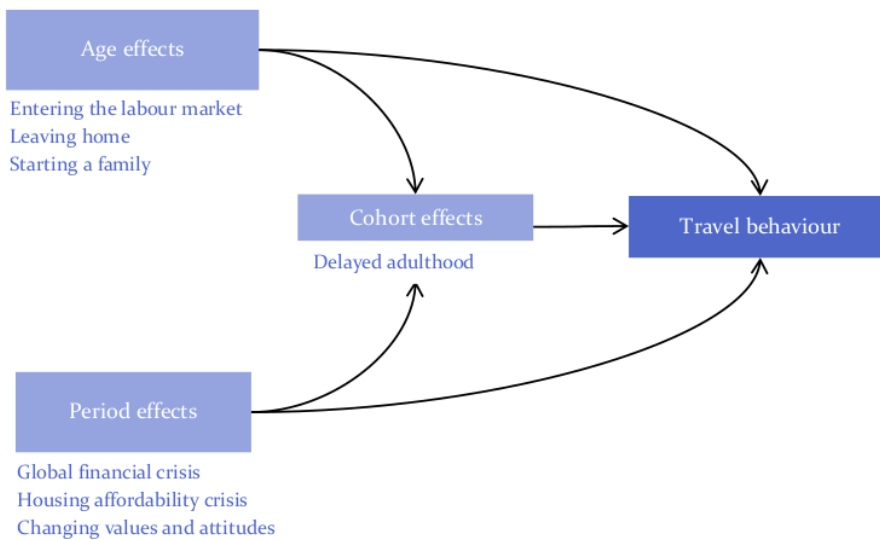 Age effects
Entering the labour market
Leaving home
Starting a family
Cohort effects
Delayed adulthood
Travel behaviour
Period effects
Global financial crisis
Housing affordability crisis
Changing values and attitudes